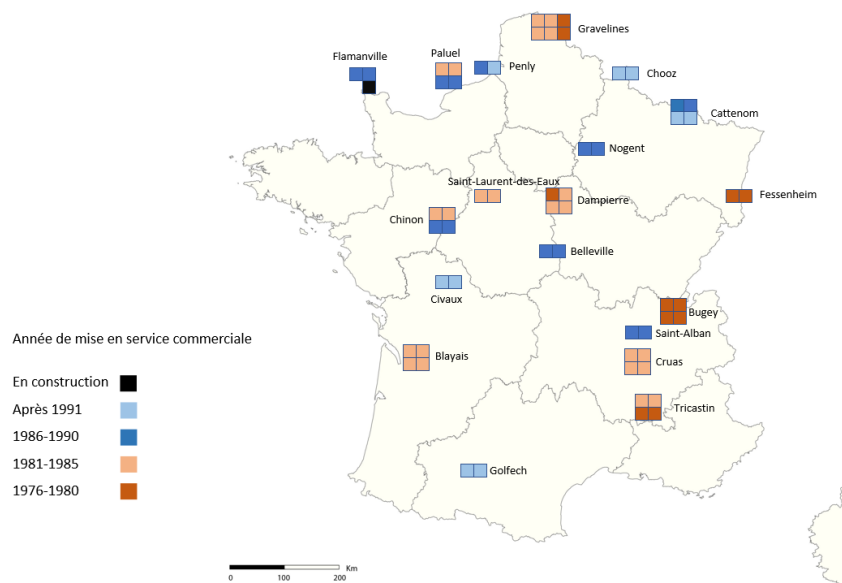 Gravelines
Flamanville
Paluel
Penly
Chooz
Cattenom
Nogent
Saint-Laurent-des-Eaux
Fessenheim
Dampierre
Chinon
Belleville
Civaux
Bugey
Saint-Alban
Année de mise en service commerciale
Blayais
Cruas
En construction
Après 1991
Tricastin
1986-1990
1981-1985
Golfech
1976-1980
Km
0 100 200